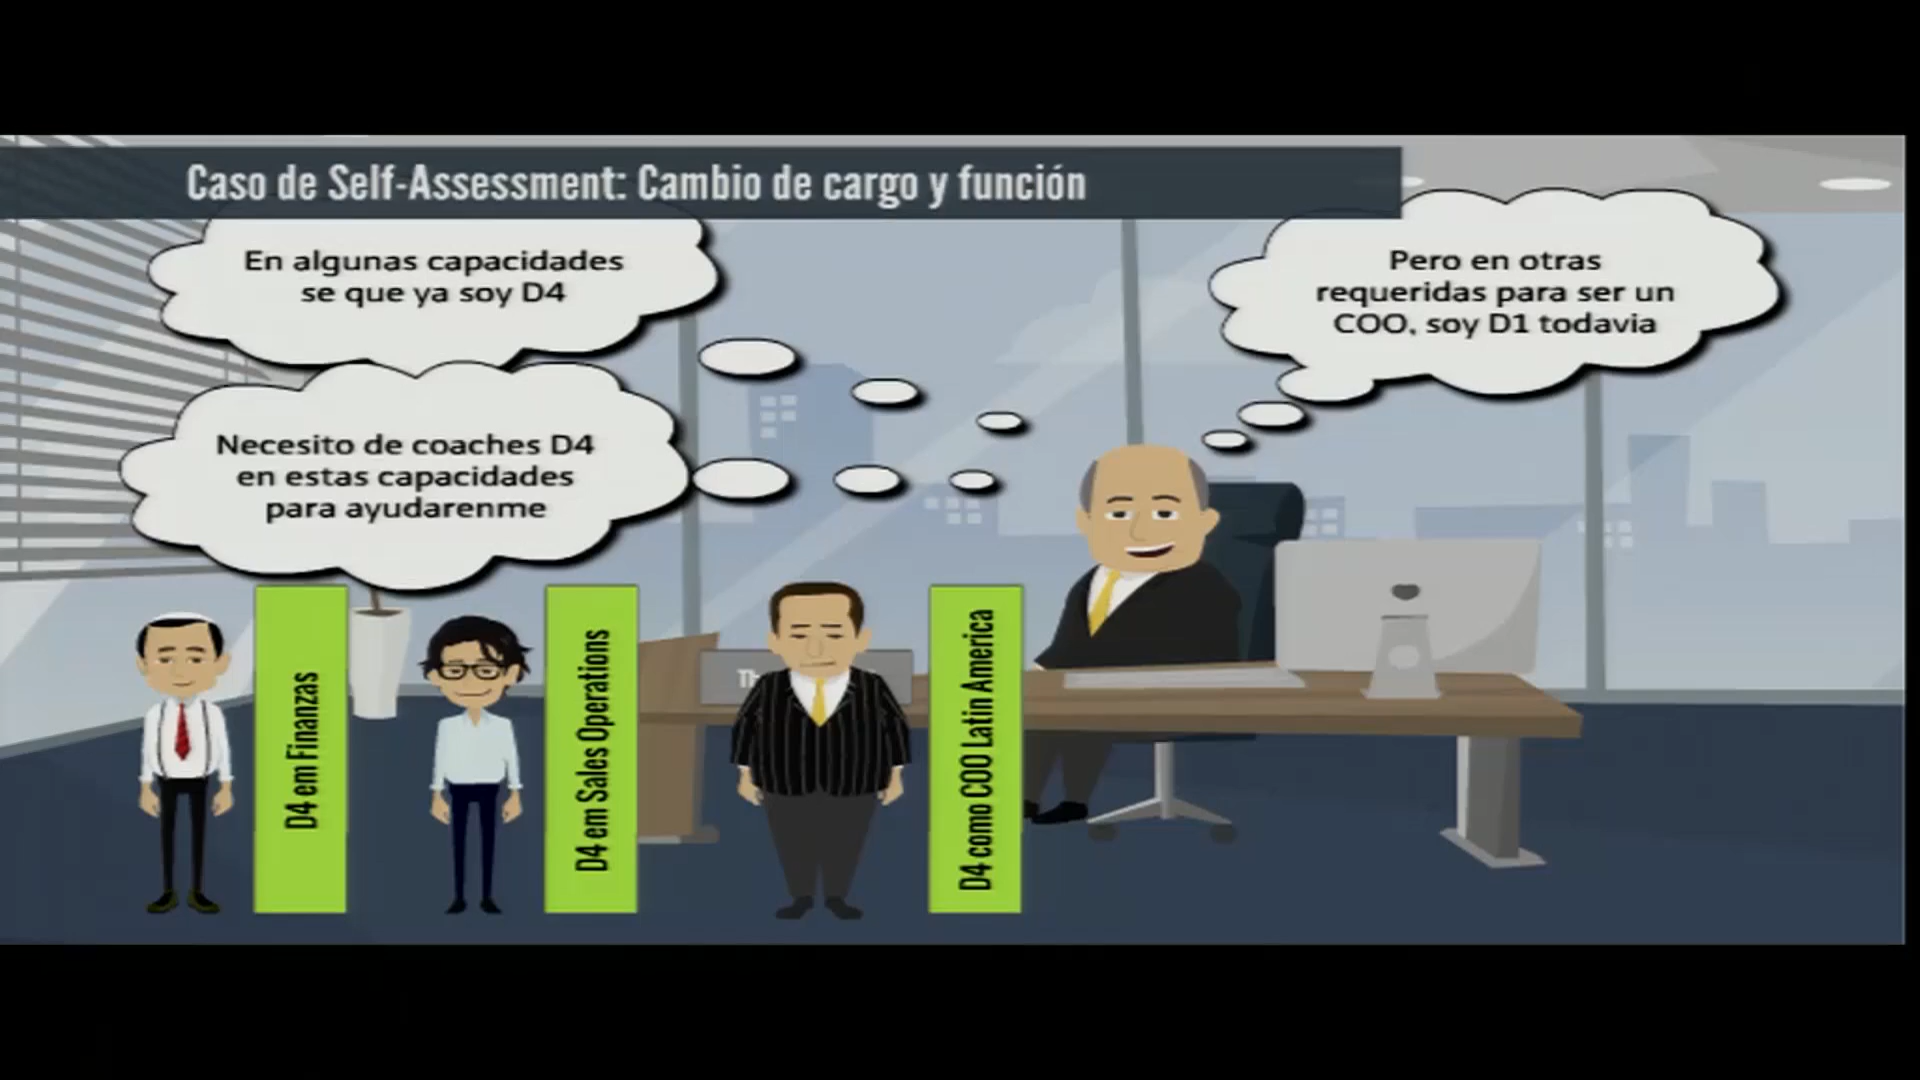 Caso de Self-Assessment: Cambio de cargo y función
En algunas capacidades
se que ya soy D4
Pero en otras
requeridas para ser un
COO, soy D1 todavia
Necesito de coaches D4
en estas capacidades
para ayudarenme
D4 em Finanzas
D4 em Sales Operations
D4 como COO Latin America